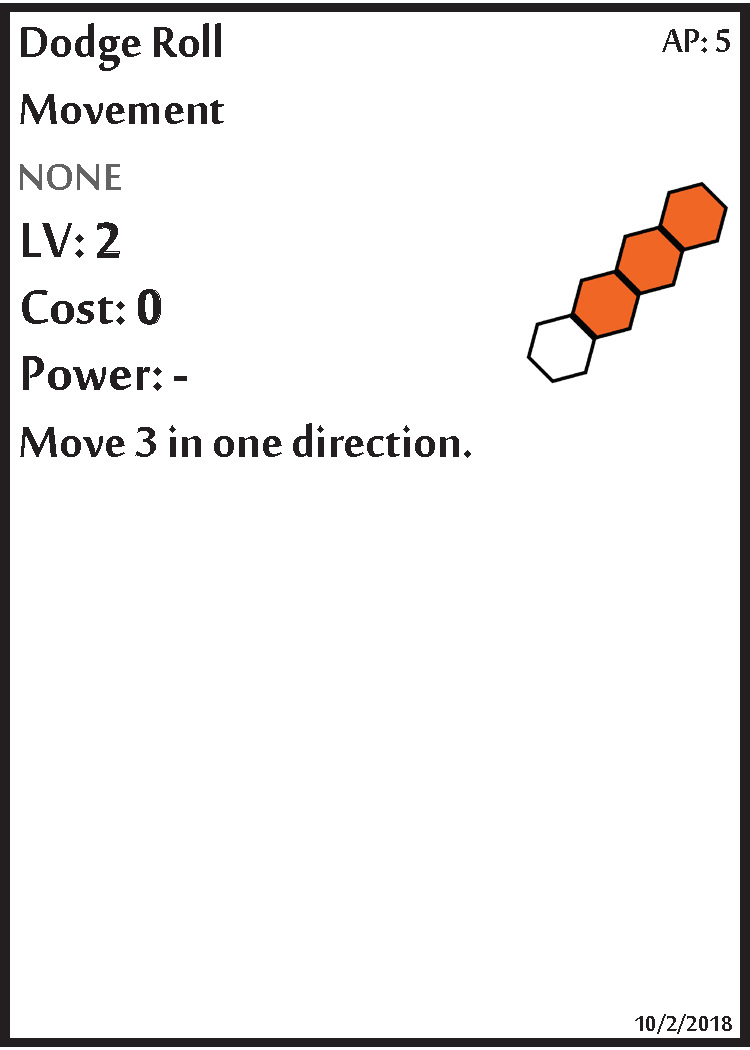 Dodge Roll
AP: 5
Movement
NONE
LV: 2
Cost: 0
Power: -
Move 3 in one direction.
10/2/2018